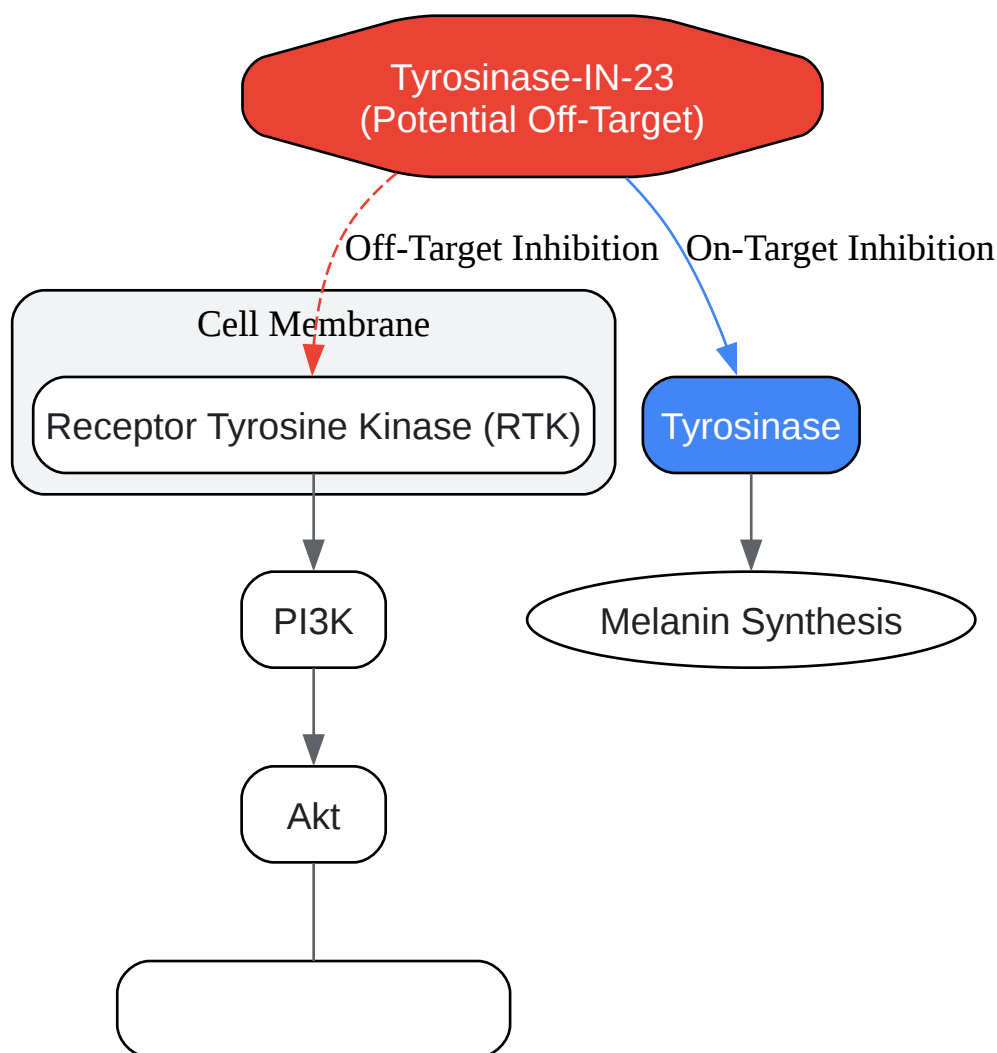 Tyrosinase-IN-23
(Potential Off-Target)
Off-Target Inhibition
On-Target Inhibition
Cell Membrane
Receptor Tyrosine Kinase (RTK)
Tyrosinase
PI3K
Melanin Synthesis
Akt